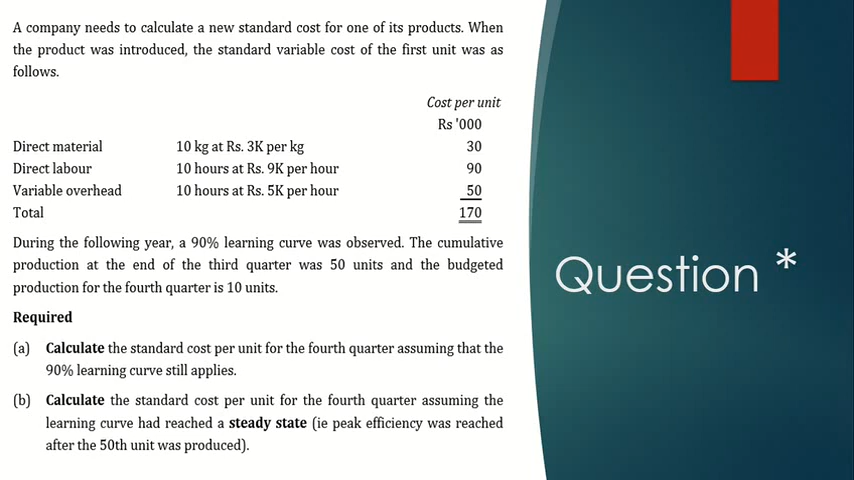 A company needs to calculate a new standard cost for one of its products. When
the product was introduced, the standard variable cost of the first unit was as
follows.
Cost per unit
Rs '000
Direct material 10 kg at Rs. 3K per kg 30
Direct labour 10 hours at Rs. 9K per hour 90
Variable overhead 10 hours at Rs. 5K per hour 50
Total 170
During the following year, a 90% learning curve was observed. The cumulative
production at the end of the third quarter was 50 units and the budgeted
production for the fourth quarter is 10 units.
Required
(a) Calculate the standard cost per unit for the fourth quarter assuming that the
90% learning curve still applies.
(b) Calculate the standard cost per unit for the fourth quarter assuming the
learning curve had reached a steady state (ie peak efficiency was reached
after the 50th unit was produced).
Question *